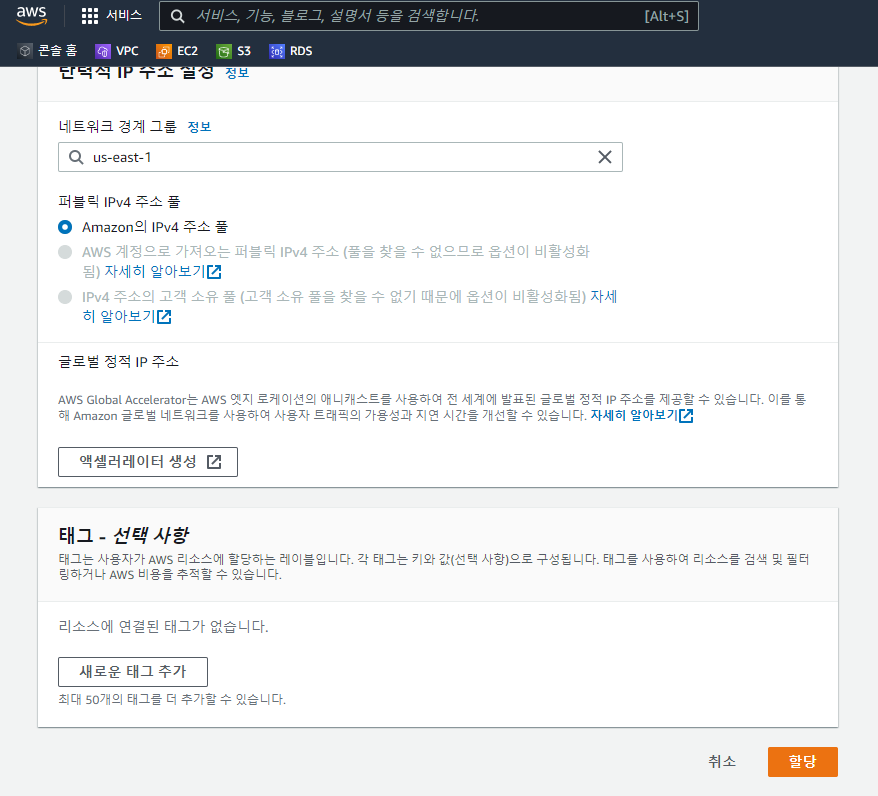 aws
서비스
서비스, 기능, 블로그, 설명서 등을 검색합니다.
[Alt+S]
콘솔 홈
VPC
EC2
S3
RDS
탄력적 IP 주소 설정 정보
네트워크 경계 그룹 정보
us-east-1
퍼블릭 IPv4 주소 풀
Amazon의 IPv4 주소 풀
AWS 계정으로 가져오는 퍼블릭 IPv4 주소 (풀을 찾을 수 없으므로 옵션이 비활성화
됨) 자세히 알아보기
IPv4 주소의 고객 소유 풀 (고객 소유 풀을 찾을 수 없기 때문에 옵션이 비활성화됨) 자세
히 알아보기
글로벌 정적 IP 주소
AWS Global Accelerator는 AWS 엣지 로케이션의 애니캐스트를 사용하여 전 세계에 발표된 글로벌 정적 IP 주소를 제공할 수 있습니다. 이를 통
해 Amazon 글로벌 네트워크를 사용하여 사용자 트래픽의 가용성과 지연 시간을 개선할 수 있습니다. 자세히 알아보기
액셀러레이터 생성
태그 - 선택 사항
태그는 사용자가 AWS 리소스에 할당하는 레이블입니다. 각 태그는 키와 값(선택 사항)으로 구성됩니다. 태그를 사용하여 리소스를 검색 및 필터
링하거나 AWS 비용을 추적할 수 있습니다.
리소스에 연결된 태그가 없습니다.
새로운 태그 추가
최대 50개의 태그를 더 추가할 수 있습니다.
취소
할당